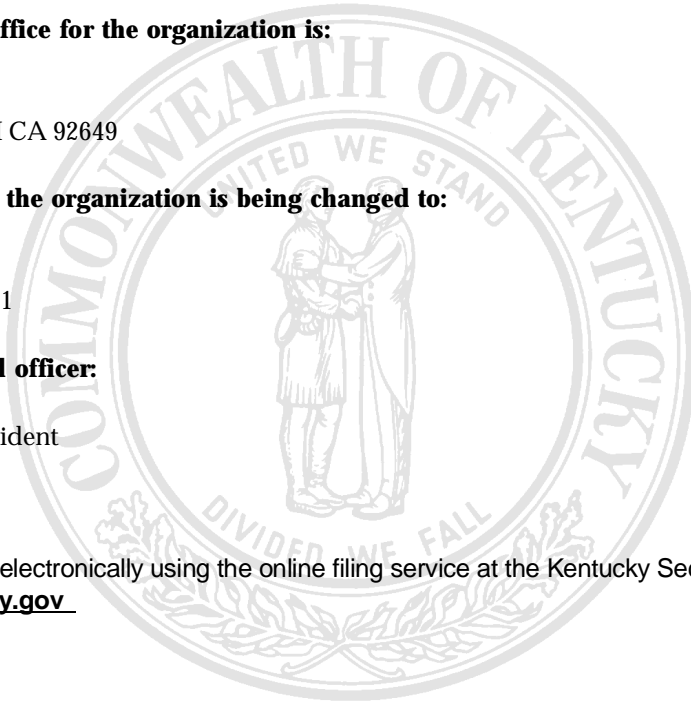 ffice for the organization is:
CA 92649
the organization is being changed to:
1
l officer:
ident
electronically using the online filing service at the Kentucky Sec
y.gov
COMMONWEALTH OF KENTUCKY
UNITED WE STAND
DIVIDED WE FALL